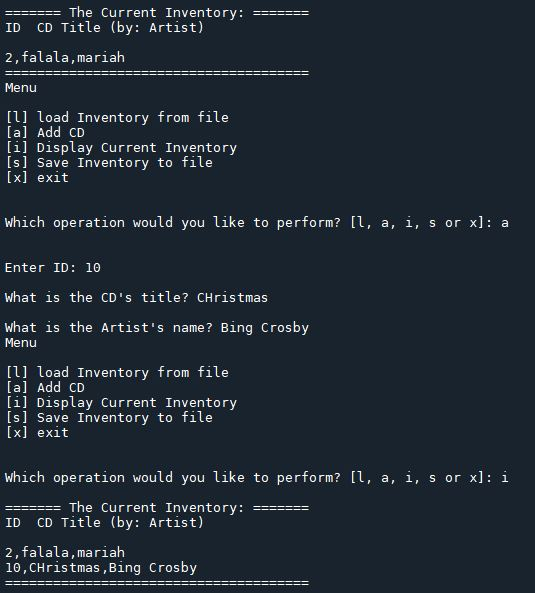 ======= The Current Inventory: =======
ID  CD Title (by: Artist)
2,falala,mariah
======================================
Menu
[l] load Inventory from file
[a] Add CD
[i] Display Current Inventory
[s] Save Inventory to file
[x] exit
Which operation would you like to perform? [l, a, i, s or x]: a
Enter ID: 10
What is the CD's title? CHristmas
What is the Artist's name? Bing Crosby
Menu
[l] load Inventory from file
[a] Add CD
[i] Display Current Inventory
[s] Save Inventory to file
[x] exit
Which operation would you like to perform? [l, a, i, s or x]: i
======= The Current Inventory: =======
ID  CD Title (by: Artist)
2,falala,mariah
10,CHristmas,Bing Crosby
======================================